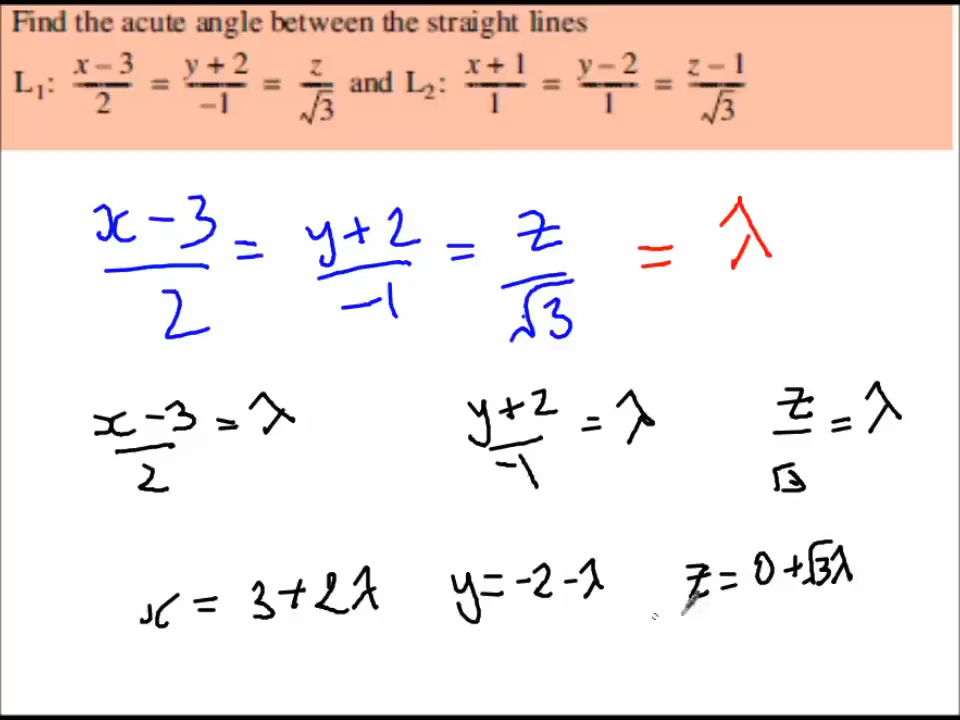 Find the acute angle between the straight lines
L₁: (x − 3)/2 = (y + 2)/−1 = z/√3 and L₂: (x + 1)/1 = (y − 2)/1 = (z − 1)/√3
(x − 3)/2 = (y + 2)/−1 = z/√3 = λ
(x − 3)/2 = λ (y + 2)/−1 = λ z/√3 = λ
x = 3 + 2λ y = −2 − λ z = 0 + √3λ